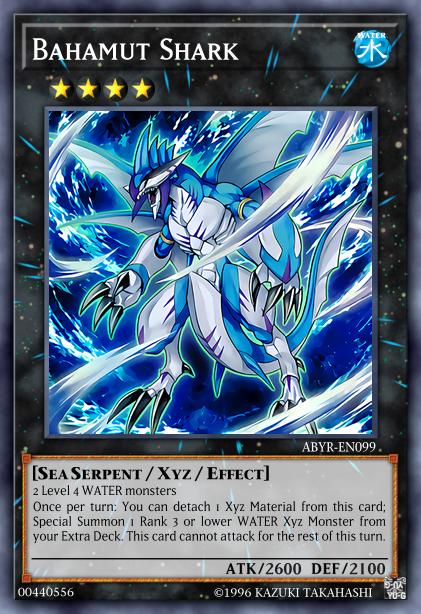 Bahamut Shark
WATER
水
ABYR-EN099
[Sea Serpent / Xyz / Effect]
2 Level 4 WATER monsters
Once per turn: You can detach 1 Xyz Material from this card;
Special Summon 1 Rank 3 or lower WATER Xyz Monster from
your Extra Deck. This card cannot attack for the rest of this turn.
ATK/2600 DEF/2100
00440556
©1996 KAZUKI TAKAHASHI